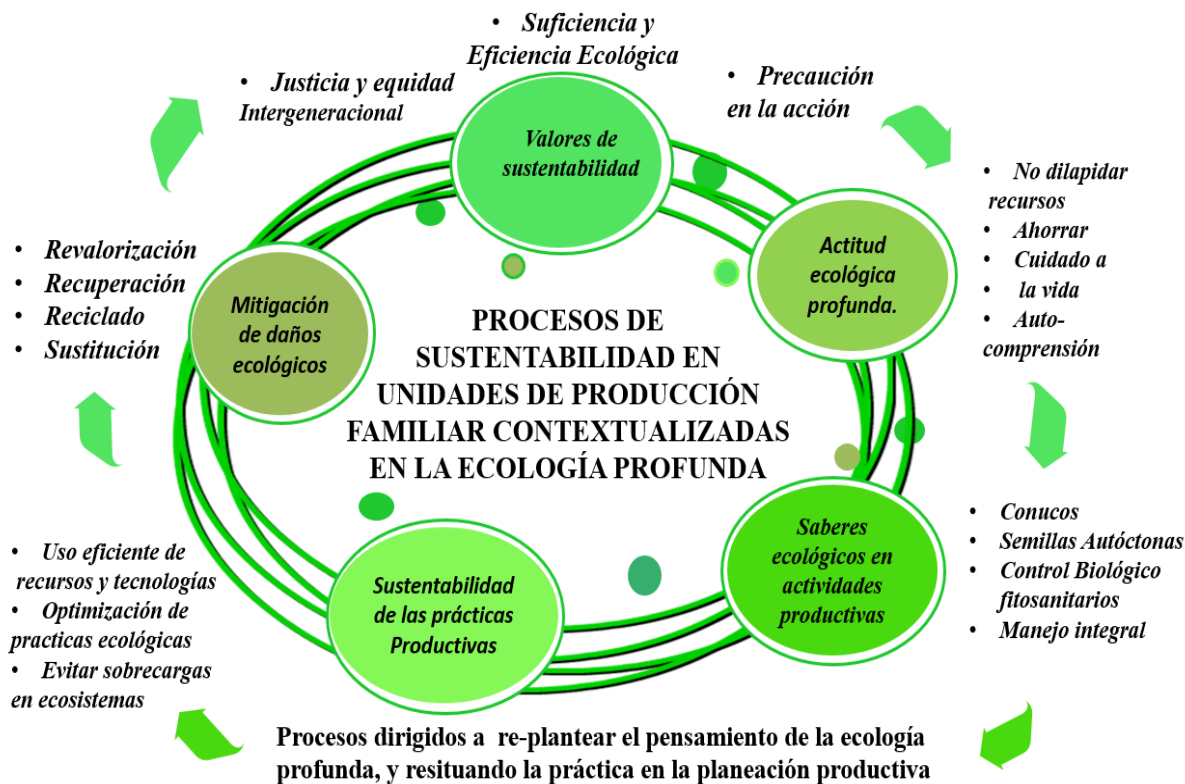 • Suficiencia y
Eficiencia Ecológica
• Justicia y equidad
Intergeneracional
• Precaución
en la acción
Valores de
sustentabilidad
• No dilapidar
recursos
• Ahorrar
• Cuidado a
• la vida
• Auto-
comprensión
Actitud
ecológica
profunda.
• Revalorización
• Recuperación
• Reciclado
• Sustitución
Mitigación
de daños
ecológicos
PROCESOS DE
SUSTENTABILIDAD EN
UNIDADES DE PRODUCCIÓN
FAMILIAR CONTEXTUALIZADAS
EN LA ECOLOGÍA PROFUNDA
Saberes
ecológicos en
actividades
productivas
• Conucos
• Semillas Autóctonas
• Control Biológico
fitosanitarios
• Manejo integral
Sustentabilidad
de las prácticas
Productivas
• Uso eficiente de
recursos y tecnologías
• Optimización de
practicas ecológicas
• Evitar sobrecargas
en ecosistemas
Procesos dirigidos a re-plantear el pensamiento de la ecología
profunda, y resituando la práctica en la planeación productiva